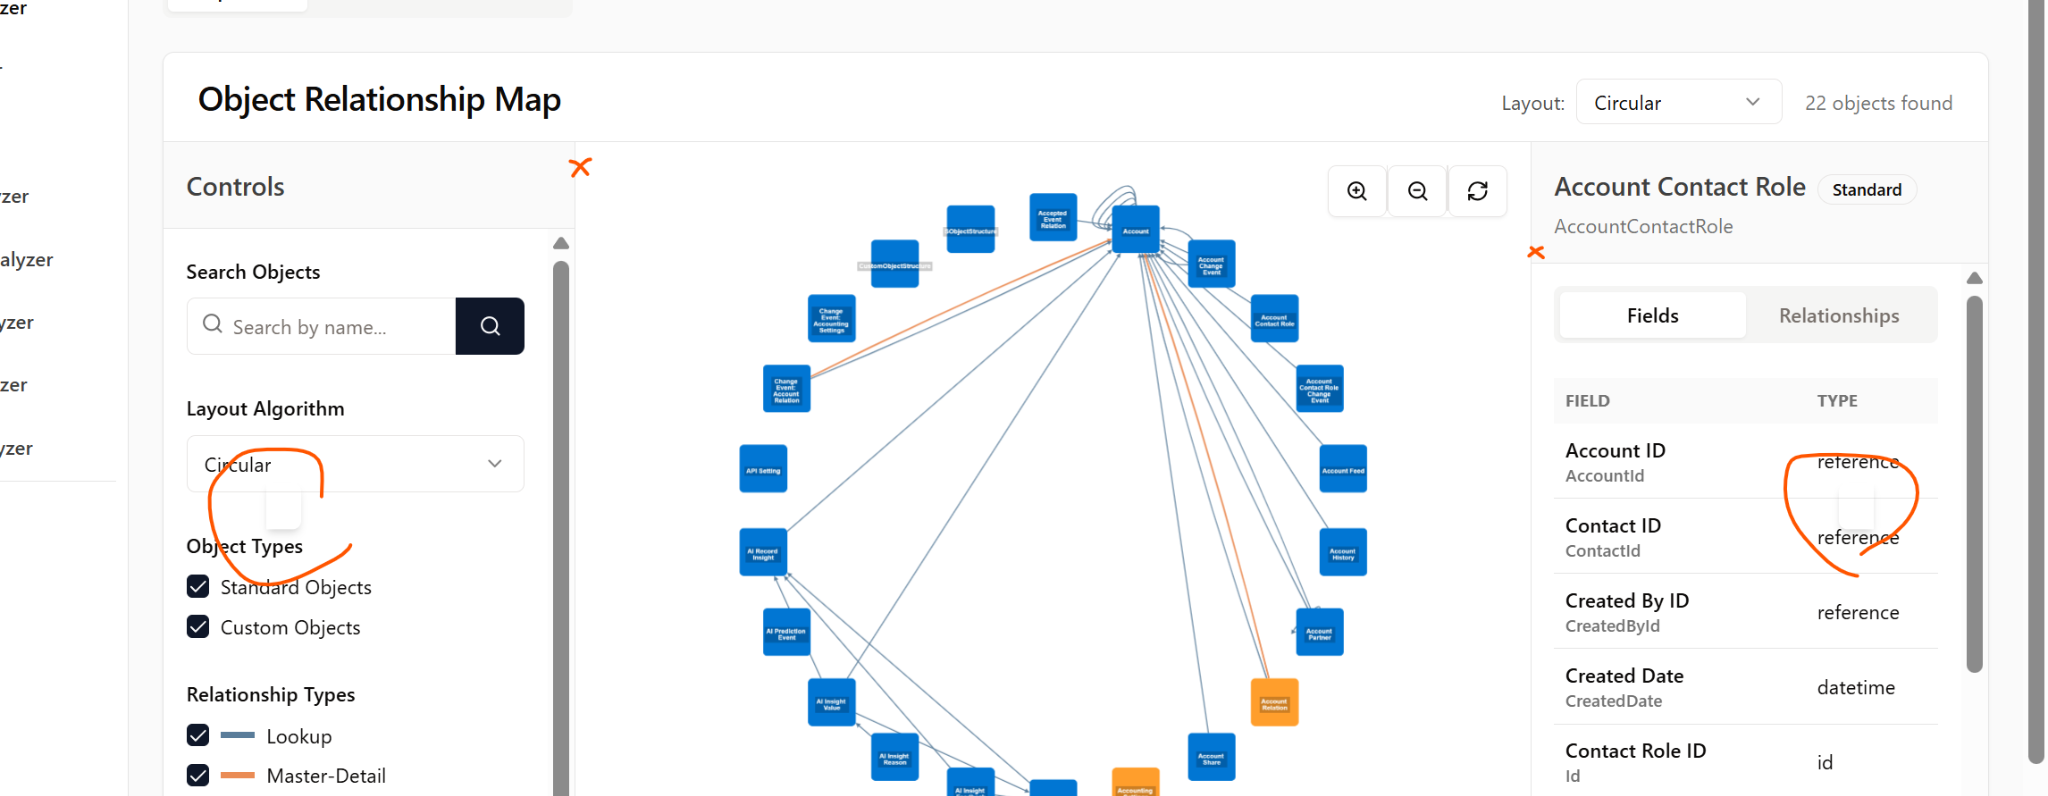 zer
yzer
alyzer
yzer
zer
yzer
Object Relationship Map
Layout:
Circular
22 objects found
Controls
Search Objects
Search by name...
Layout Algorithm
Circular
Object Types
Standard Objects
Custom Objects
Relationship Types
Lookup
Master-Detail
Accepted
Event
Relation
Account
Account
Change
Event
Account
Contact Role
Account
Contact Role
Change
Event
Account Feed
Account
History
Account
Partner
Account
Relation
Account
Share
Accounting
AI Insight
AI Insight
Reason
AI Insight
Value
AI Prediction
Event
AI Record
Insight
API Setting
Change
Event:
Account
Relation
Change
Event:
Accounting
Settings
CustomObjectStructure
SObjectStructure
Account Contact Role
Standard
AccountContactRole
Fields
Relationships
FIELD TYPE
Account ID
AccountId
reference
Contact ID
ContactId
reference
Created By ID
CreatedById
reference
Created Date
CreatedDate
datetime
Contact Role ID
Id
id